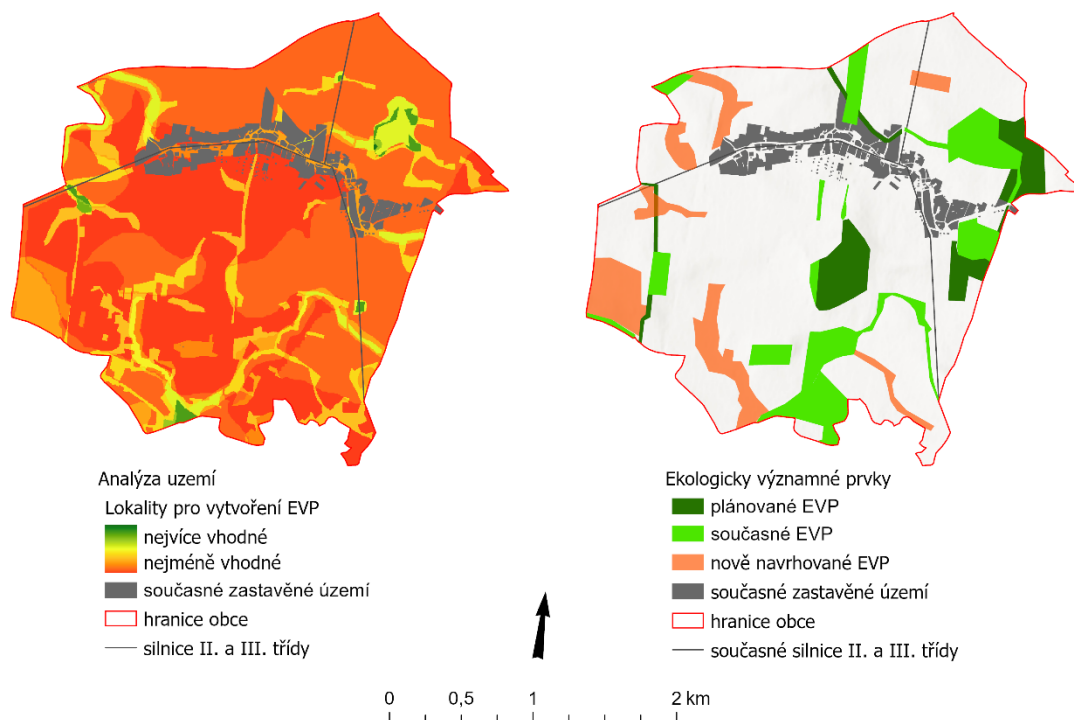 Analýza uzemí
Lokality pro vytvoření EVP
nejvíce vhodné
nejméně vhodné
současné zastavěné území
hranice obce
silnice II. a III. třídy
Ekologicky významné prvky
plánované EVP
současné EVP
nově navrhované EVP
současné zastavěné území
hranice obce
současné silnice II. a III. třídy
0 0,5 1 2 km